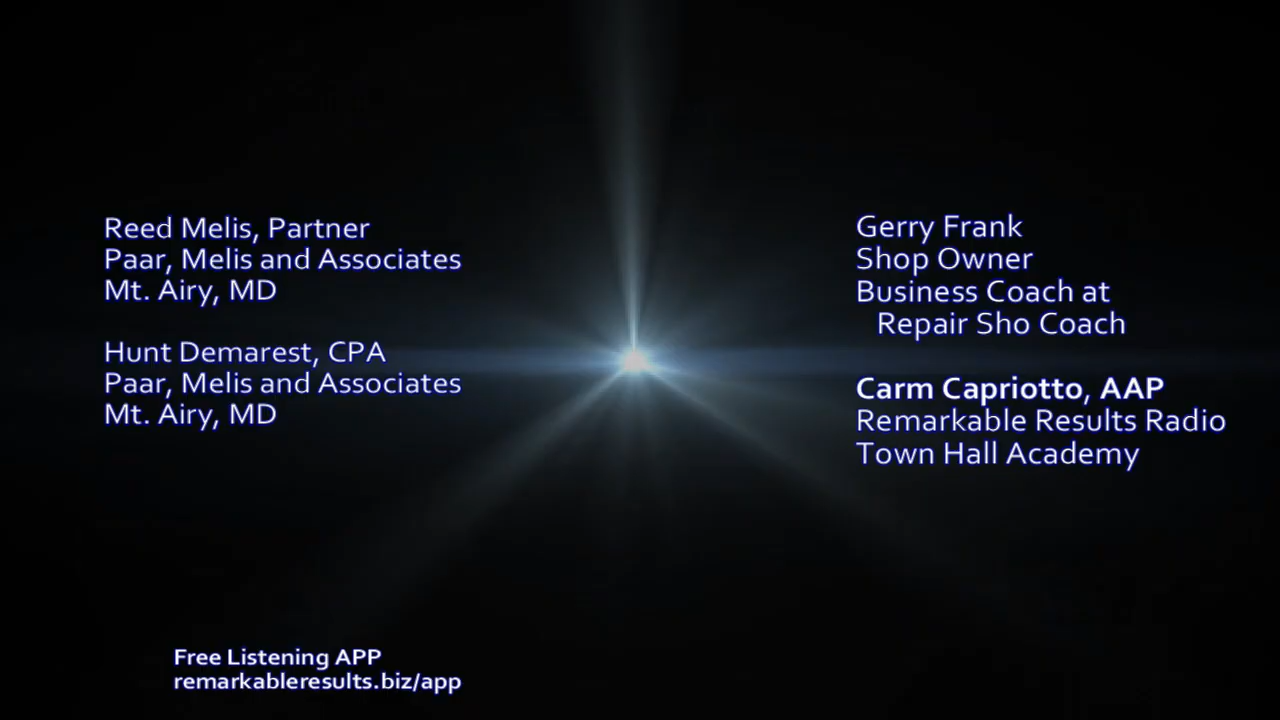 Reed Melis, Partner
Paar, Melis and Associates
Mt. Airy, MD
Hunt Demarest, CPA
Paar, Melis and Associates
Mt. Airy, MD
Gerry Frank
Shop Owner
Business Coach at
Repair Sho Coach
Carm Capriotto, AAP
Remarkable Results Radio
Town Hall Academy
Free Listening APP
remarkableresults.biz/app